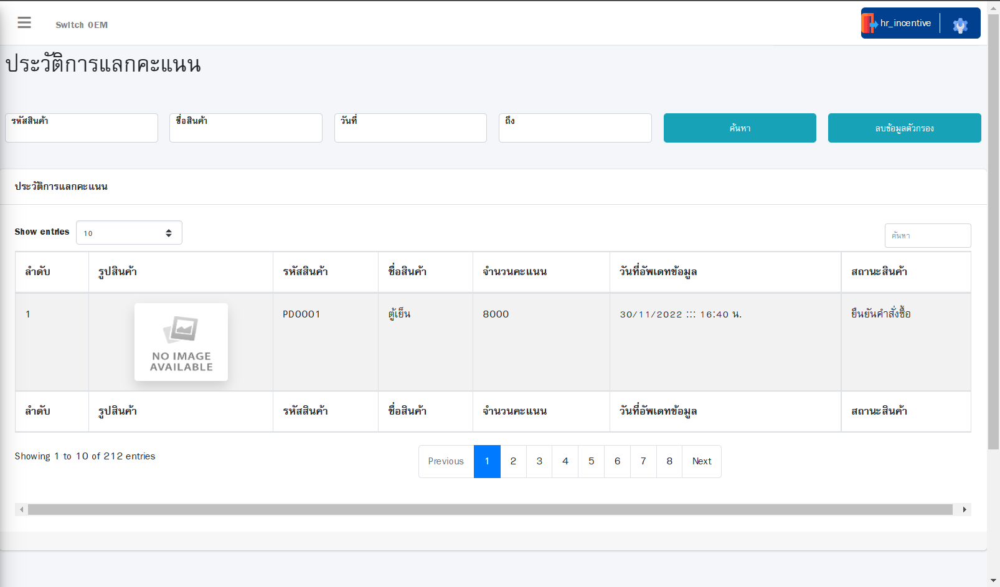 Switch OEM
hr_incentive
ประวัติการแลกคะแนน
รหัสสินค้า ชื่อสินค้า วันที่ ถึง ค้นหา ลบข้อมูลตัวกรอง
ประวัติการแลกคะแนน
Show entries 10 ค้นหา
ลำดับ รูปสินค้า รหัสสินค้า ชื่อสินค้า จำนวนคะแนน วันที่อัพเดทข้อมูล สถานะสินค้า
1 PD0001 ตู้เย็น 8000 30/11/2022 ::: 16:40 น. ยืนยันคำสั่งซื้อ
NO IMAGE
AVAILABLE
ลำดับ รูปสินค้า รหัสสินค้า ชื่อสินค้า จำนวนคะแนน วันที่อัพเดทข้อมูล สถานะสินค้า
Showing 1 to 10 of 212 entries Previous 1 2 3 4 5 6 7 8 Next